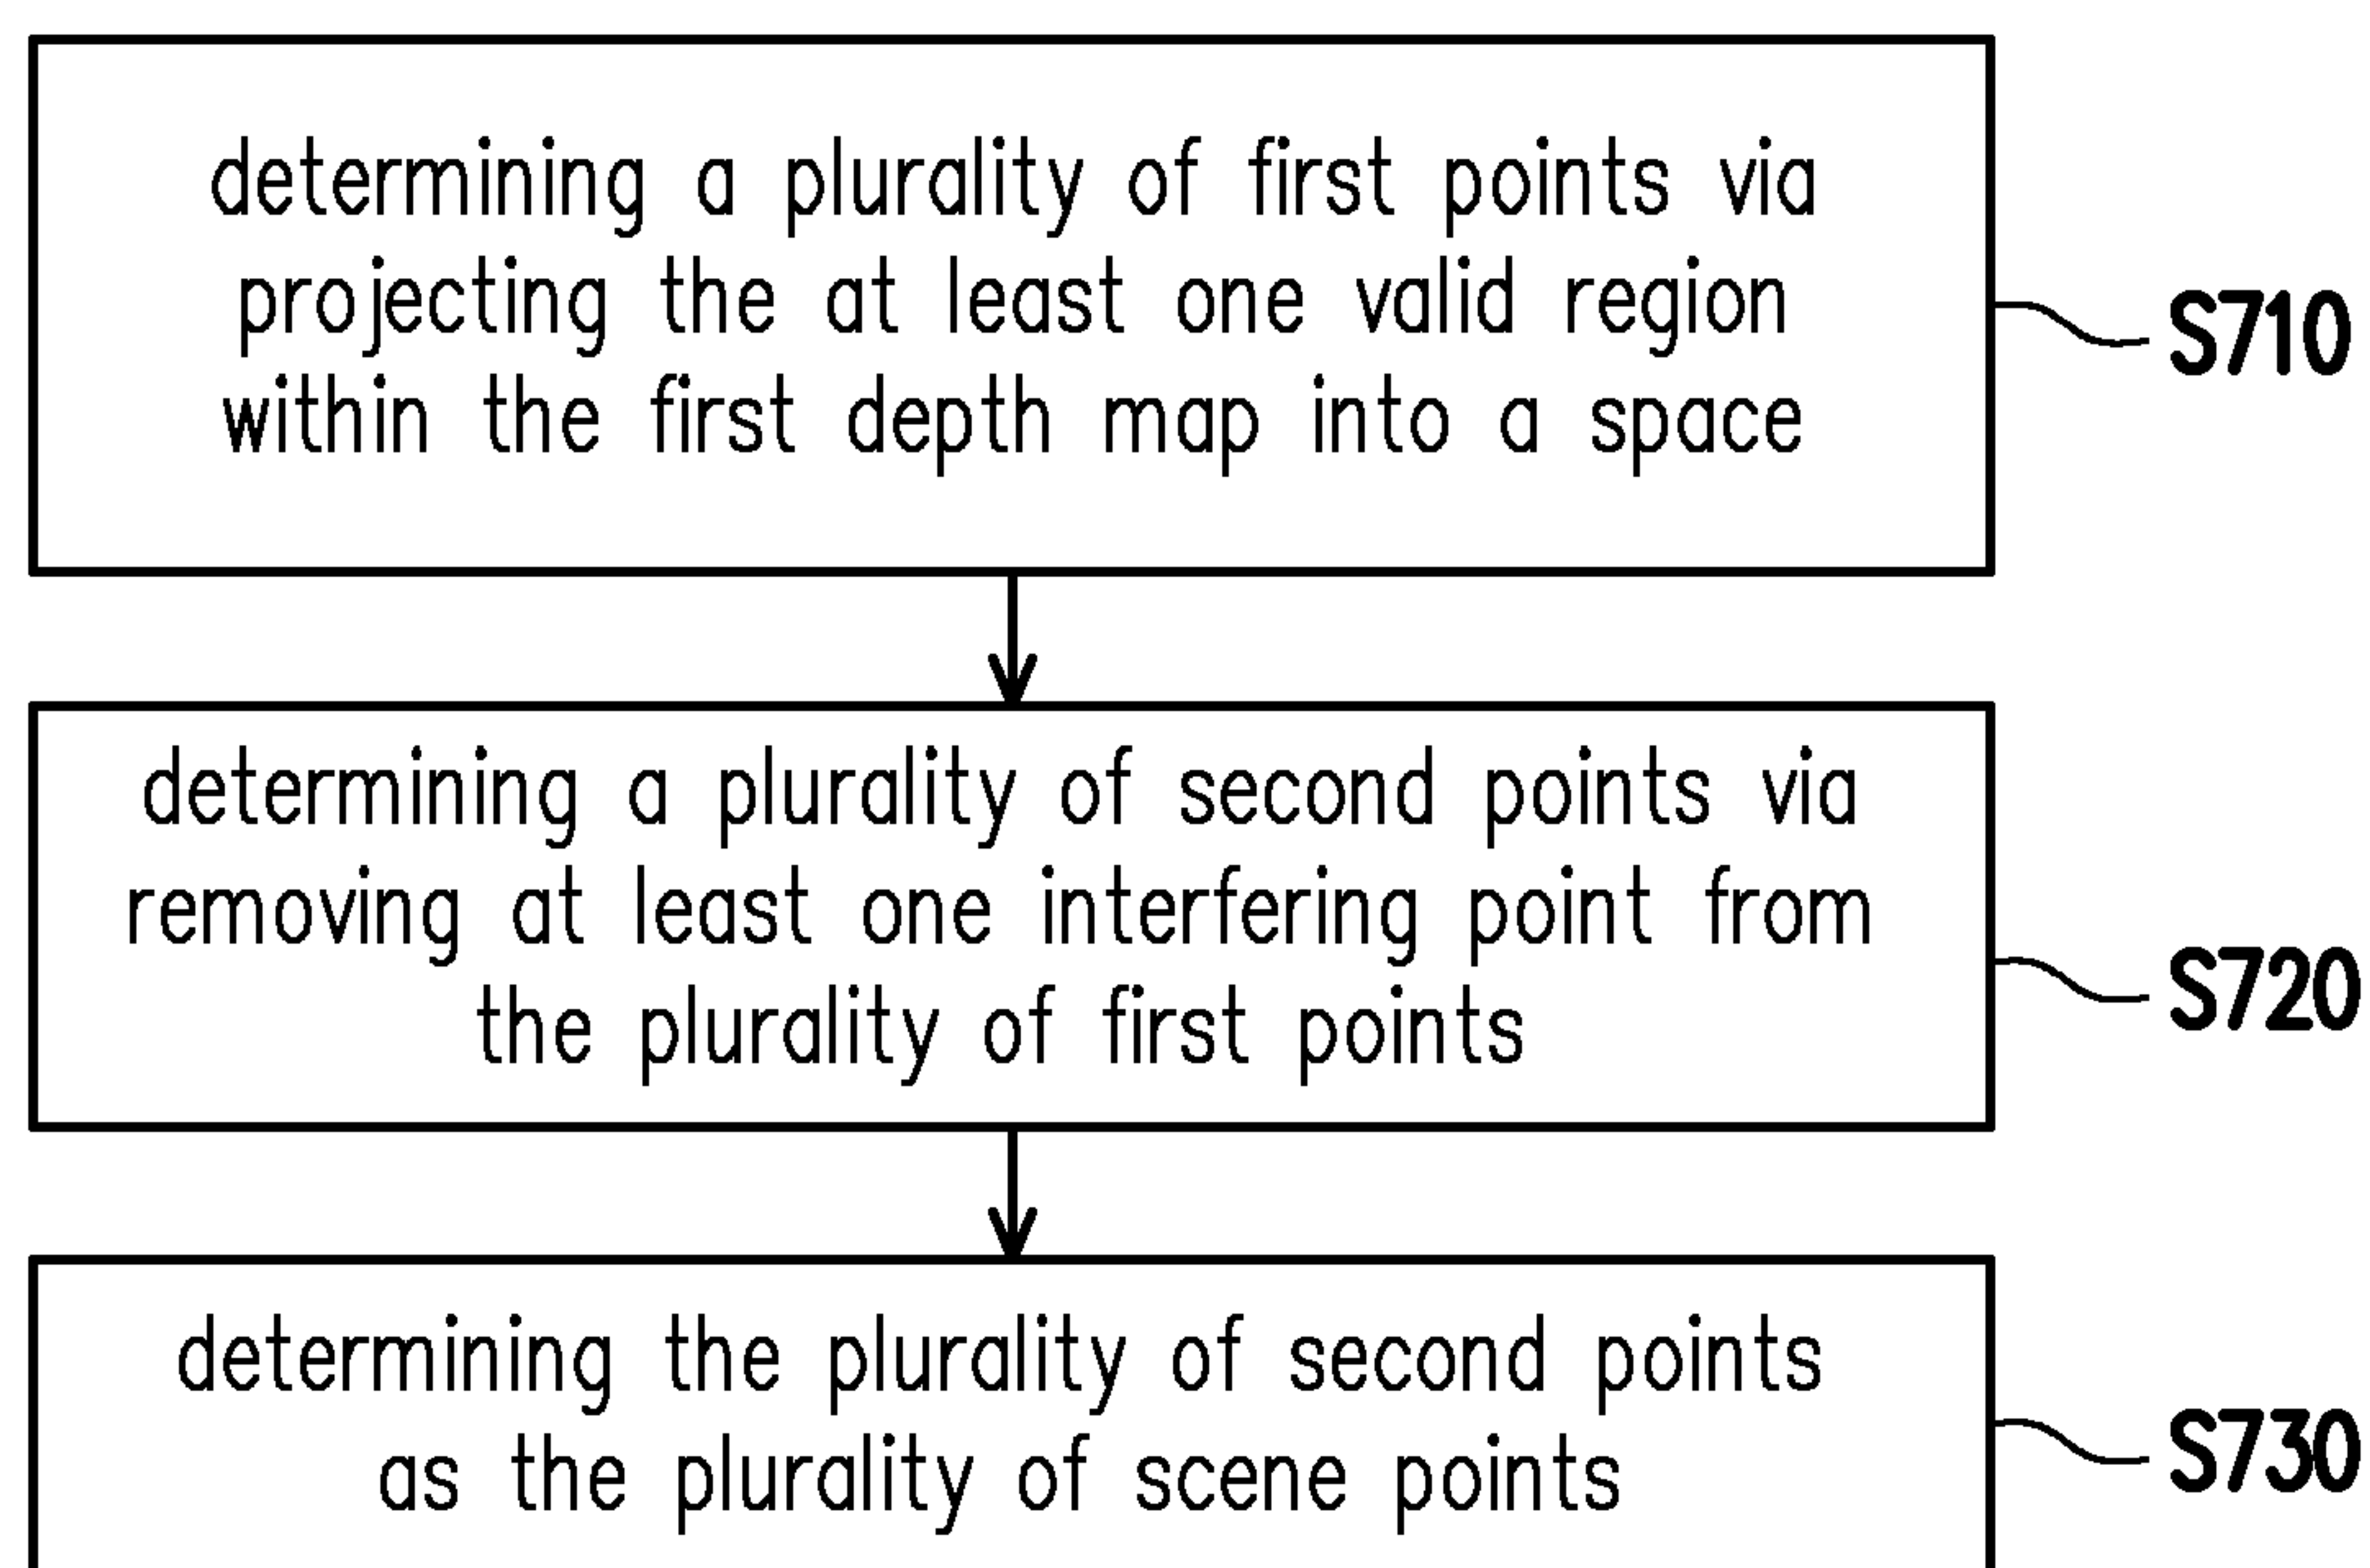 determining a plurality of first points via
projecting the at least one valid region
within the first depth map into a space
S710
determining a plurality of second points via
removing at least one interfering point from
the plurality of first points
S720
determining the plurality of second points
as the plurality of scene points
S730